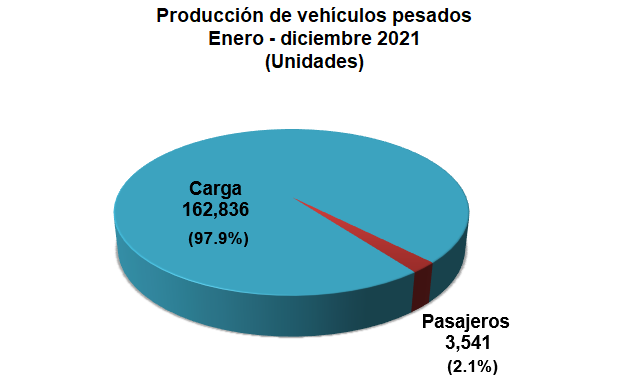 Producción de vehículos pesados
Enero - diciembre 2021
(Unidades)
Carga
162,836
(97.9%)
Pasajeros
3,541
(2.1%)